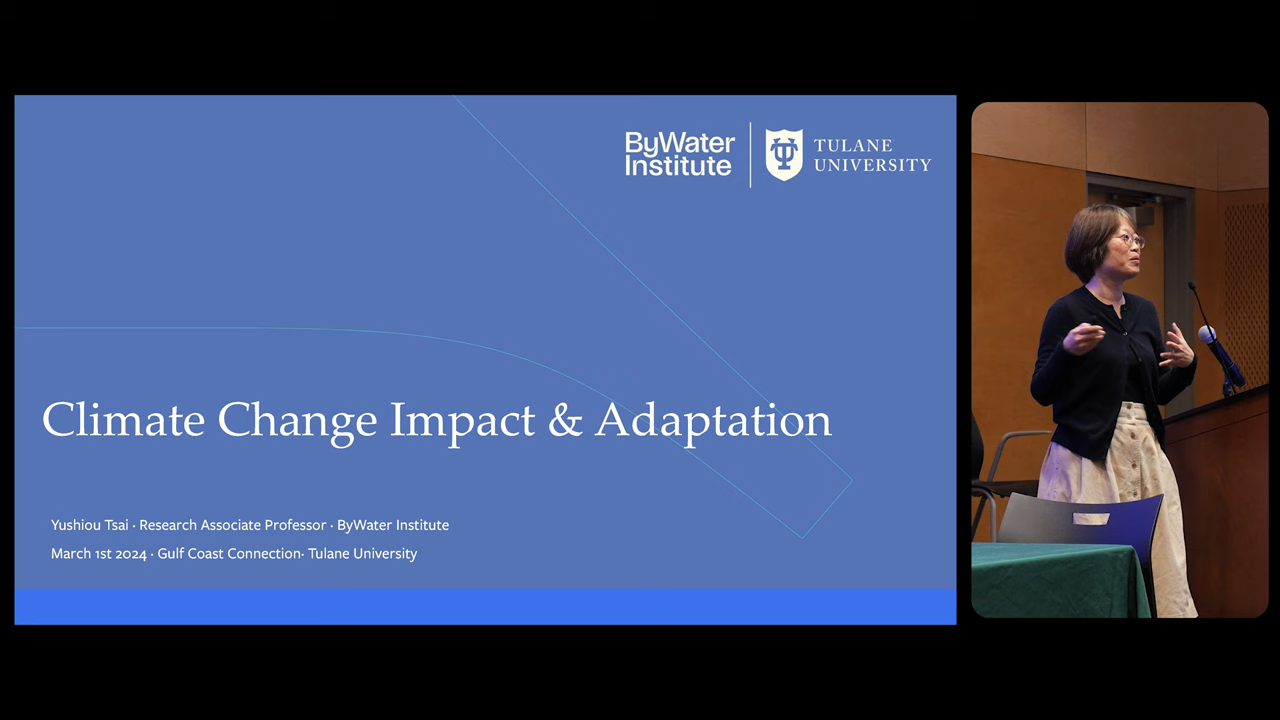 ByWater
Institute
TULANE
UNIVERSITY
Climate Change Impact & Adaptation
Yushiou Tsai · Research Associate Professor · ByWater Institute
March 1st 2024 · Gulf Coast Connection· Tulane University